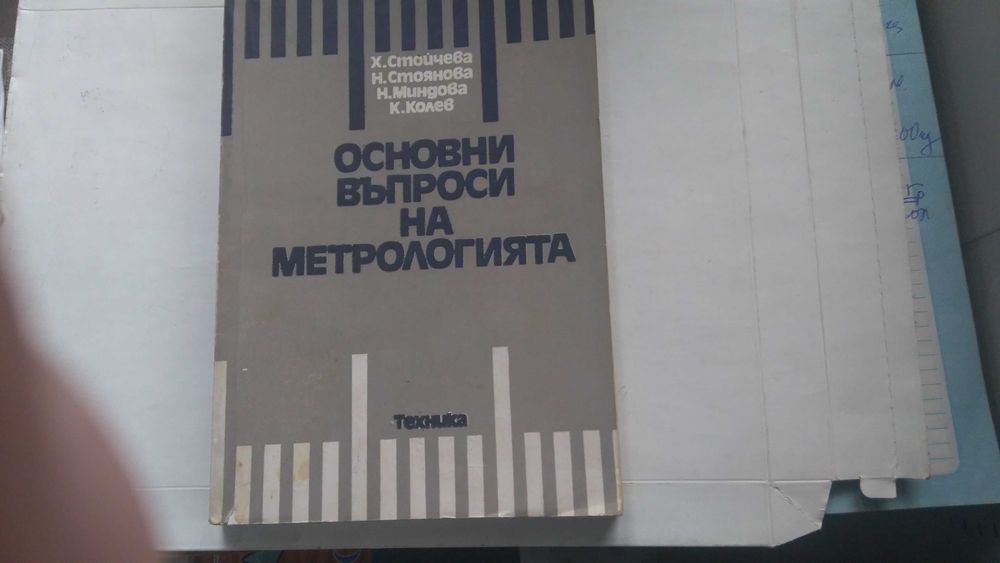 Х. Стойчева
Н. Стоянова
Н. Миндова
К. Колев
ОСНОВНИ
ВЪПРОСИ
НА
МЕТРОЛОГИЯТА
техника